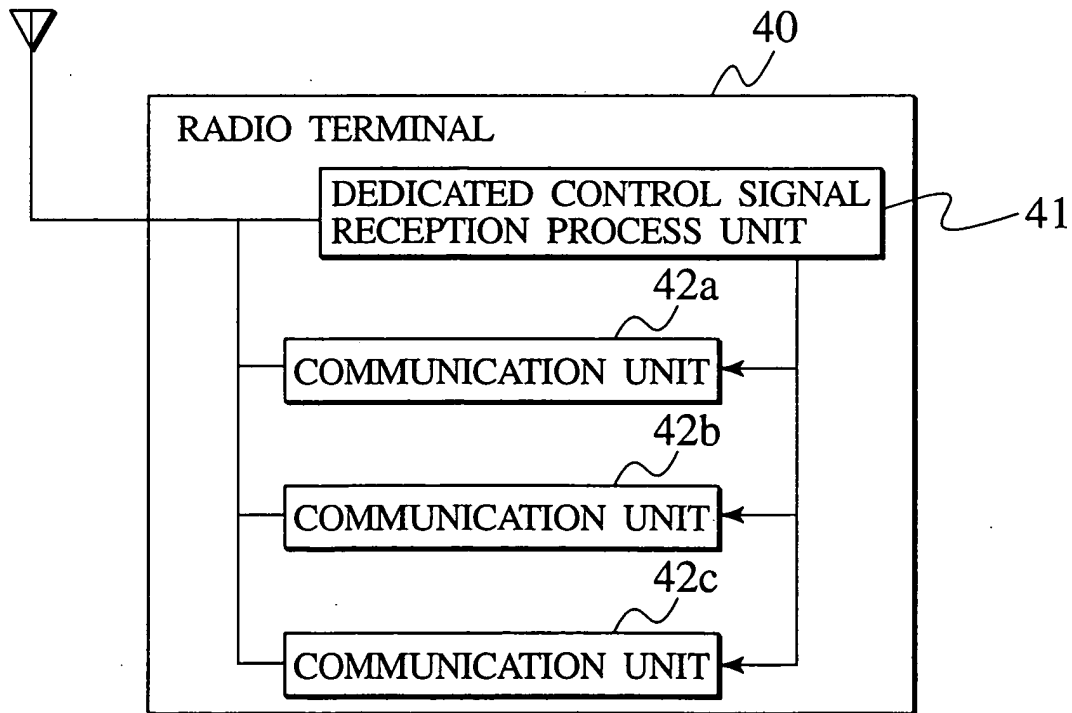 40
RADIO TERMINAL
DEDICATED CONTROL SIGNAL
RECEPTION PROCESS UNIT
41
42a
COMMUNICATION UNIT
42b
COMMUNICATION UNIT
42c
COMMUNICATION UNIT